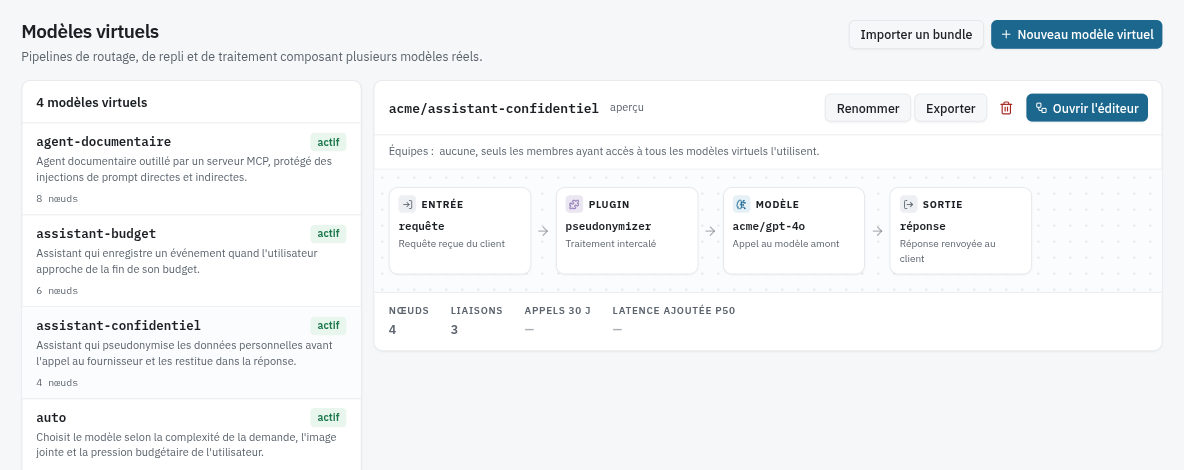 Modèles virtuels
Pipelines de routage, de repli et de traitement composant plusieurs modèles réels.
Importer un bundle
+ Nouveau modèle virtuel
4 modèles virtuels
agent-documentaire
actif
Agent documentaire outillé par un serveur MCP, protégé des
injections de prompt directes et indirectes.
8 nœuds
assistant-budget
actif
Assistant qui enregistre un événement quand l'utilisateur
approche de la fin de son budget.
6 nœuds
assistant-confidentiel
actif
Assistant qui pseudonymise les données personnelles avant
l'appel au fournisseur et les restitue dans la réponse.
4 nœuds
auto
actif
Choisit le modèle selon la complexité de la demande, l'image
jointe et la pression budgétaire de l'utilisateur.
acme/assistant-confidentiel aperçu
Renommer
Exporter
Ouvrir l'éditeur
Équipes : aucune, seuls les membres ayant accès à tous les modèles virtuels l'utilisent.
ENTRÉE
requête
Requête reçue du client
PLUGIN
pseudonymizer
Traitement intercalé
MODÈLE
acme/gpt-4o
Appel au modèle amont
SORTIE
réponse
Réponse renvoyée au
client
NŒUDS
4
LIAISONS
3
APPELS 30 J
—
LATENCE AJOUTÉE P50
—